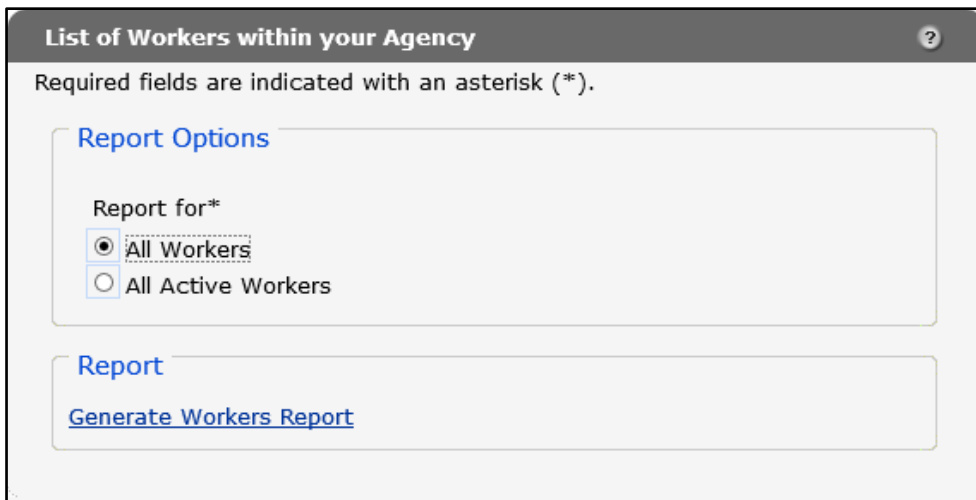 List of Workers within your Agency
?
Required fields are indicated with an asterisk (*).
Report Options
Report for*
All Workers
All Active Workers
Report
Generate Workers Report